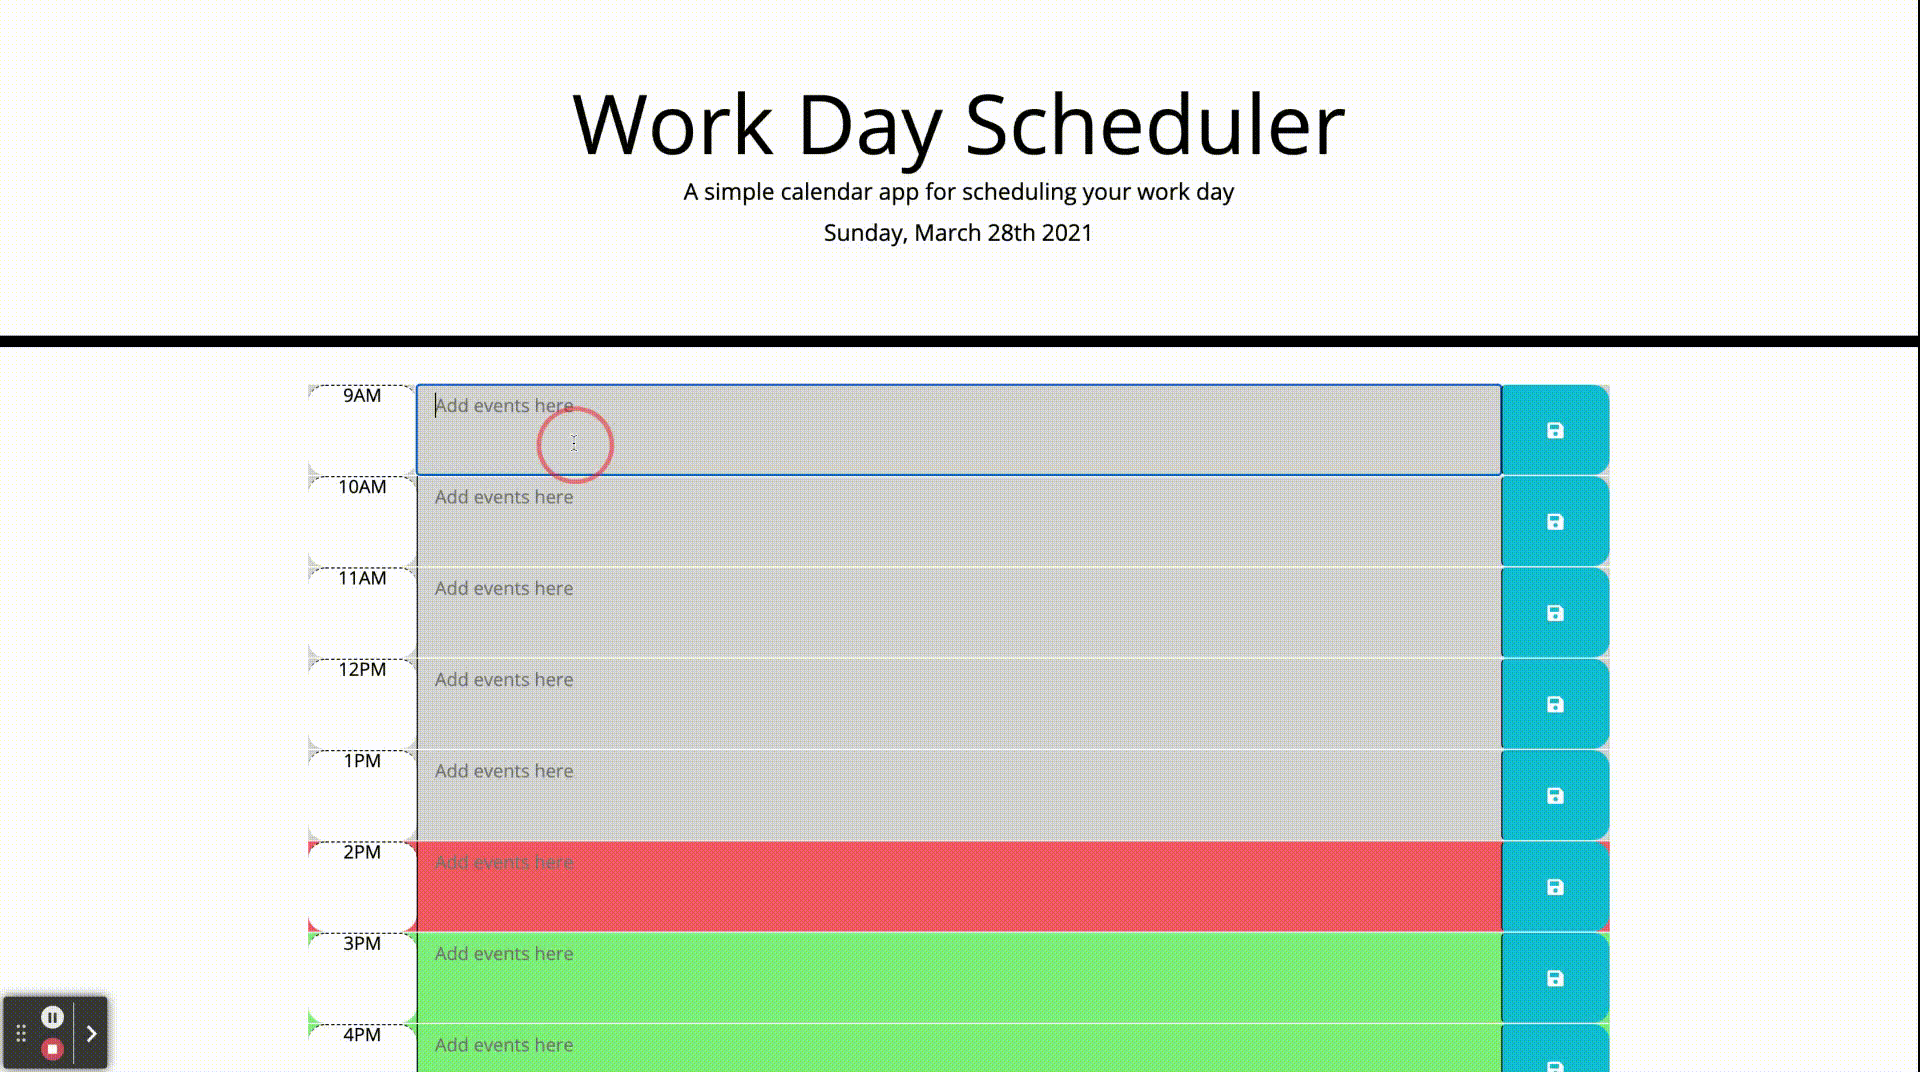 Work Day Scheduler
A simple calendar app for scheduling your work day
Sunday, March 28th 2021
9AM
Add events here
10AM
Add events here
11AM
Add events here
12PM
Add events here
1PM
Add events here
2PM
Add events here
3PM
Add events here
4PM
Add events here